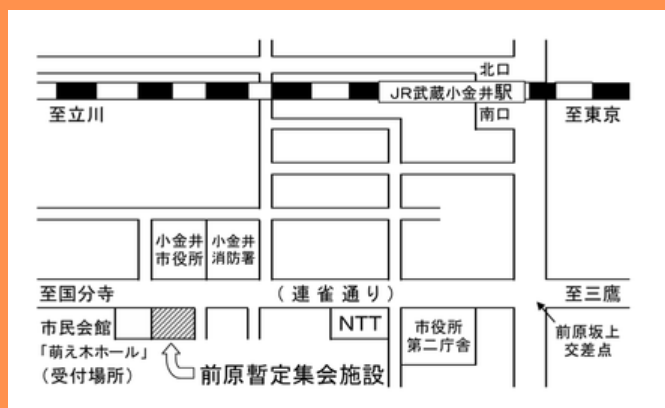 北口
JR武蔵小金井駅
南口
至立川
至東京
小金井
市役所
小金井
消防署
至国分寺
(連雀通り)
至三鷹
市民会館
「萌え木ホール」
(受付場所)
前原暫定集会施設
NTT
市役所
第二庁舎
前原坂上
交差点